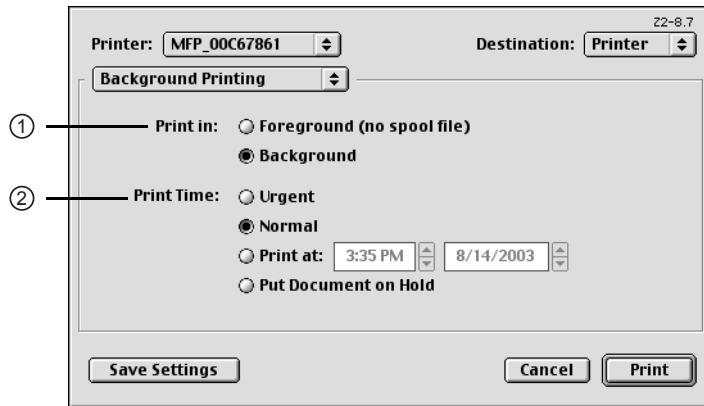 Z2-8.7
Printer: MFP_00C67861 Destination: Printer
Background Printing
1 Print in: Foreground (no spool file)
Background
2 Print Time: Urgent
Normal
Print at: 3:35 PM 8/14/2003
Put Document on Hold
Save Settings Cancel Print